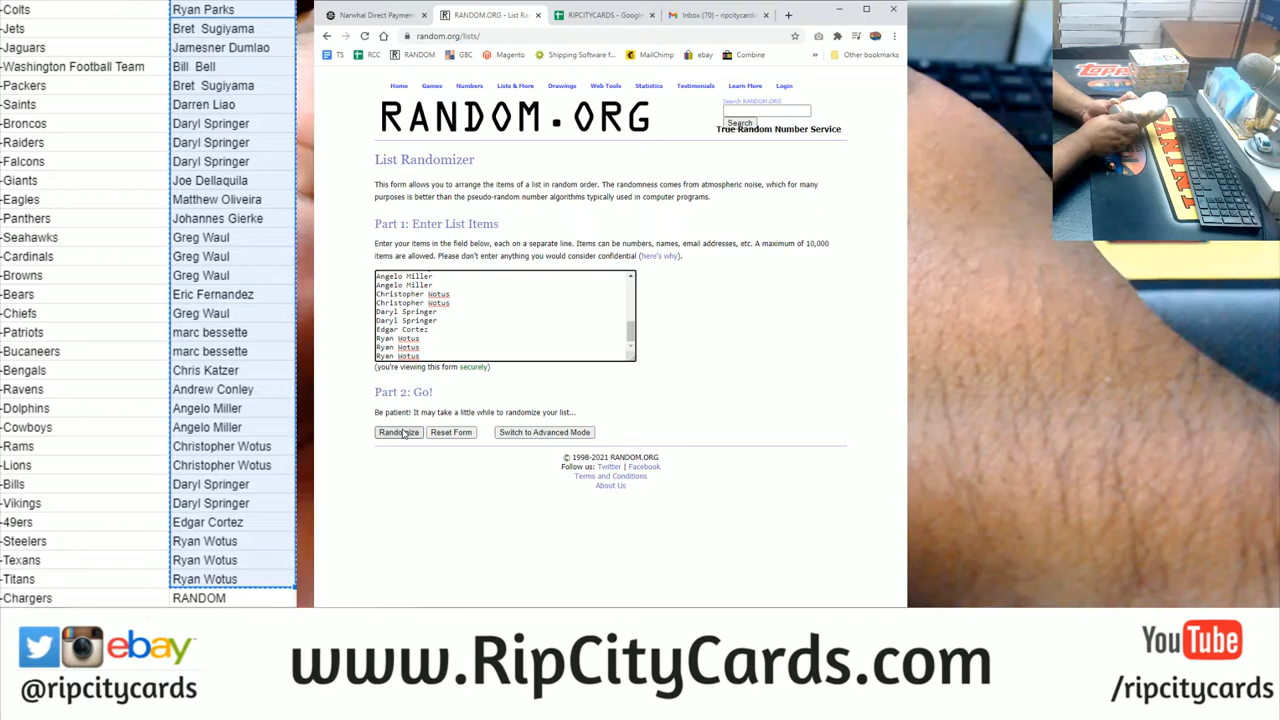 -Colts Ryan Parks
-Jets Bret Sugiyama
-Jaguars Jamesner Dumlao
-Washington Football Team Bill Bell
-Packers Bret Sugiyama
-Saints Darren Liao
-Broncos Daryl Springer
-Raiders Daryl Springer
-Falcons Daryl Springer
-Giants Joe Dellaquila
-Eagles Matthew Oliveira
-Panthers Johannes Gierke
-Seahawks Greg Waul
-Cardinals Greg Waul
-Browns Greg Waul
-Bears Eric Fernandez
-Chiefs Greg Waul
-Patriots marc bessette
-Bucaneers marc bessette
-Bengals Chris Katzer
-Ravens Andrew Conley
-Dolphins Angelo Miller
-Cowboys Angelo Miller
-Rams Christopher Wotus
-Lions Christopher Wotus
-Bills Daryl Springer
-Vikings Daryl Springer
-49ers Edgar Cortez
-Steelers Ryan Wotus
-Texans Ryan Wotus
-Titans Ryan Wotus
-Chargers RANDOM
Narwhal Direct Payment RANDOM.ORG - List Ra RIPCITYCARDS - Google Inbox (70) - ripcitycards
random.org/lists/
TS RCC RANDOM GBC Magento Shipping Software f... MailChimp ebay Combine » Other bookmarks
Home Games Numbers Lists & More Drawings Web Tools Statistics Testimonials Learn More Login
RANDOM.ORG
Search RANDOM.ORG
Search
True Random Number Service
List Randomizer
This form allows you to arrange the items of a list in random order. The randomness comes from atmospheric noise, which for many
purposes is better than the pseudo-random number algorithms typically used in computer programs.
Part 1: Enter List Items
Enter your items in the field below, each on a separate line. Items can be numbers, names, email addresses, etc. A maximum of 10,000
items are allowed. Please don't enter anything you would consider confidential (here's why).
Angelo Miller
Angelo Miller
Christopher Wotus
Christopher Wotus
Daryl Springer
Daryl Springer
Edgar Cortez
Ryan Wotus
Ryan Wotus
Ryan Wotus
(you're viewing this form securely)
Part 2: Go!
Be patient! It may take a little while to randomize your list...
Randomize Reset Form Switch to Advanced Mode
© 1998-2021 RANDOM.ORG
Follow us: Twitter | Facebook
Terms and Conditions
About Us
TOPPS
PANINI
ebay
@ripcitycards
www.RipCityCards.com
YouTube
/ripcitycards